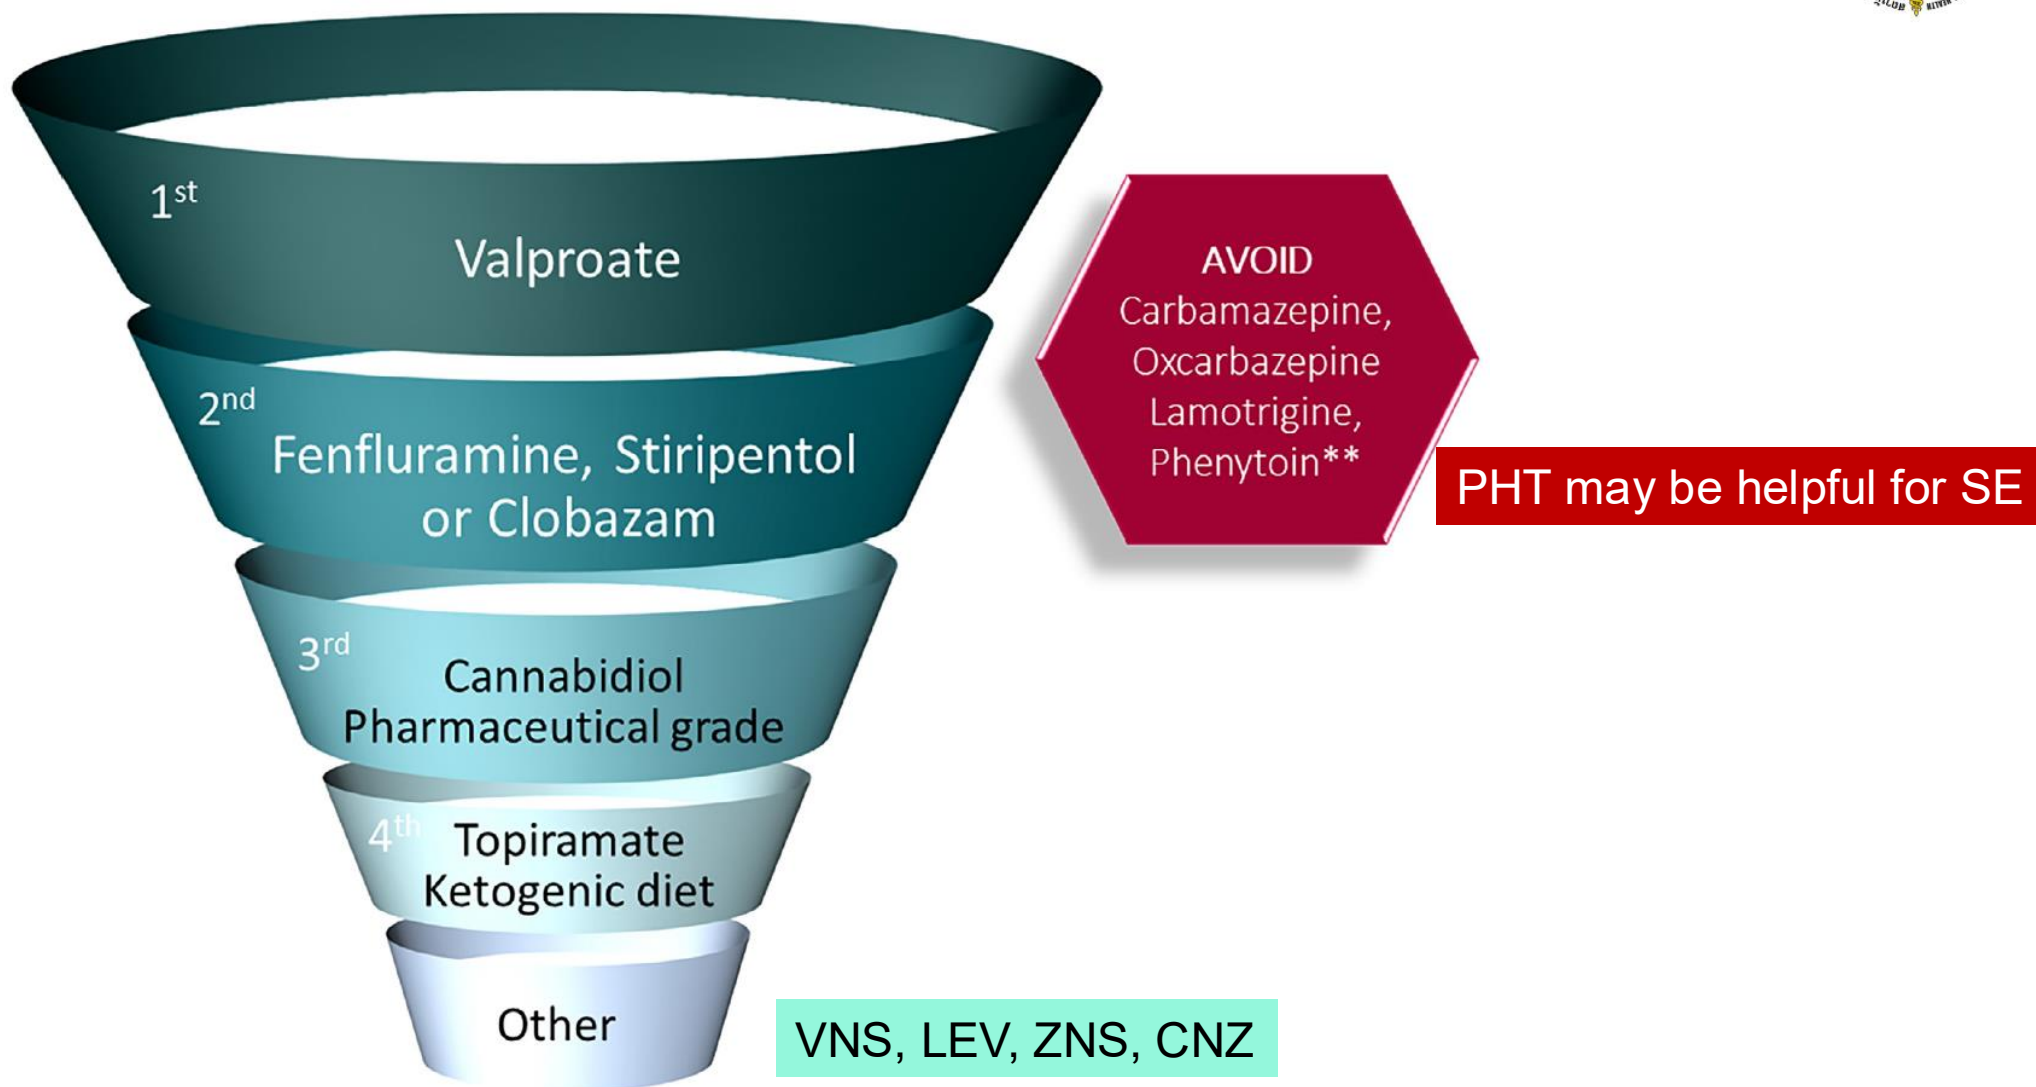 1st
Valproate
2nd
Fenfluramine, Stiripentol
or Clobazam
3rd
Cannabidiol
Pharmaceutical grade
4th
Topiramate
Ketogenic diet
Other
AVOID
Carbamazepine,
Oxcarbazepine
Lamotrigine,
Phenytoin**
PHT may be helpful for SE
VNS, LEV, ZNS, CNZ